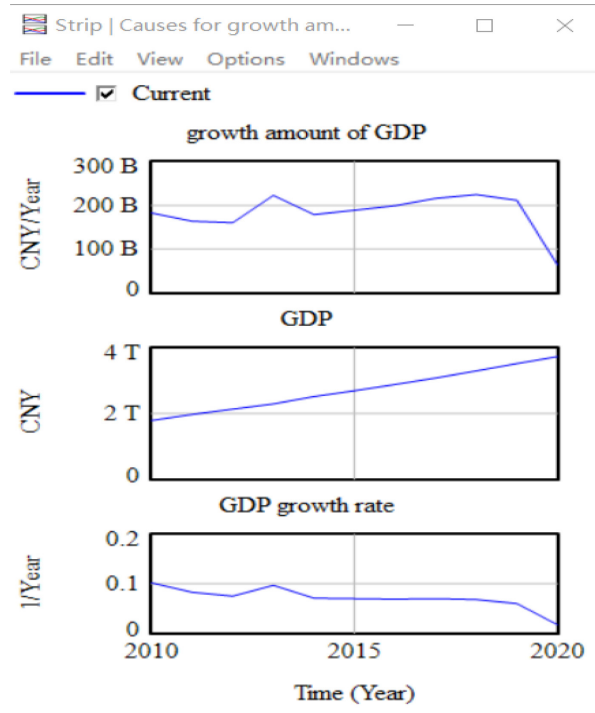 Strip | Causes for growth am...
File Edit View Options Windows
Current
growth amount of GDP
CNY/Year
300 B
200 B
100 B
0
GDP
CNY
4 T
2 T
0
GDP growth rate
1/Year
0.2
0.1
0
2010 2015 2020
Time (Year)